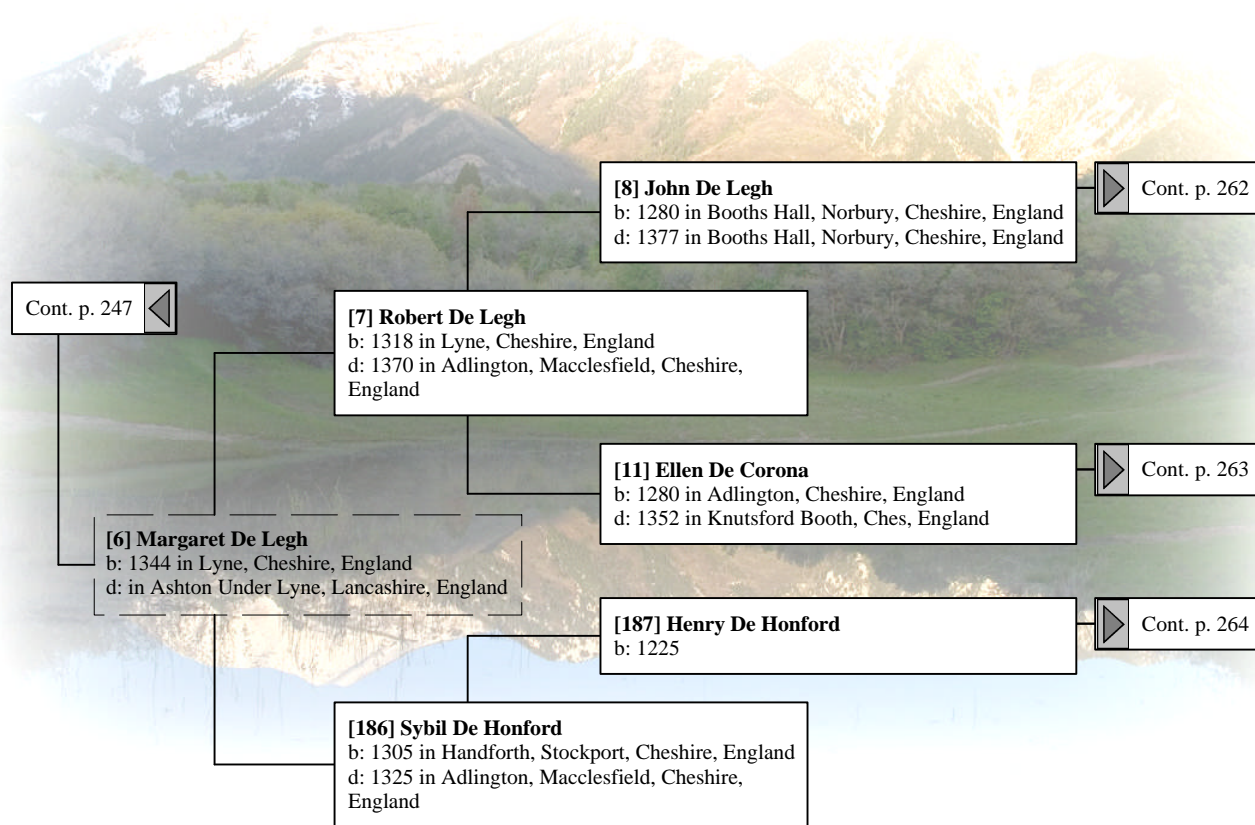 [8] John De Legh
b: 1280 in Booths Hall, Norbury, Cheshire, England
d: 1377 in Booths Hall, Norbury, Cheshire, England
Cont. p. 262
Cont. p. 247
[7] Robert De Legh
b: 1318 in Lyne, Cheshire, England
d: 1370 in Adlington, Macclesfield, Cheshire,
England
[11] Ellen De Corona
b: 1280 in Adlington, Cheshire, England
d: 1352 in Knutsford Booth, Ches, England
Cont. p. 263
[6] Margaret De Legh
b: 1344 in Lyne, Cheshire, England
d: in Ashton Under Lyne, Lancashire, England
[187] Henry De Honford
b: 1225
Cont. p. 264
[186] Sybil De Honford
b: 1305 in Handforth, Stockport, Cheshire, England
d: 1325 in Adlington, Macclesfield, Cheshire,
England